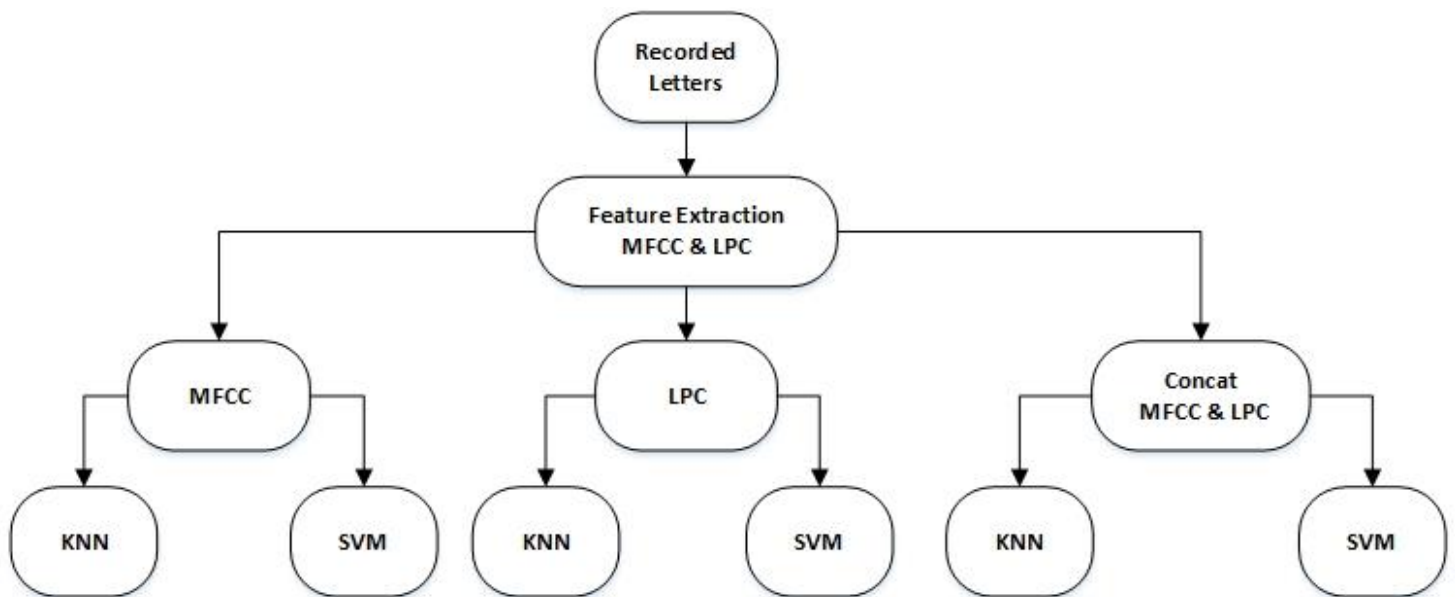 Recorded
Letters
Feature Extraction
MFCC & LPC
MFCC
LPC
Concat
MFCC & LPC
KNN
SVM
KNN
SVM
KNN
SVM